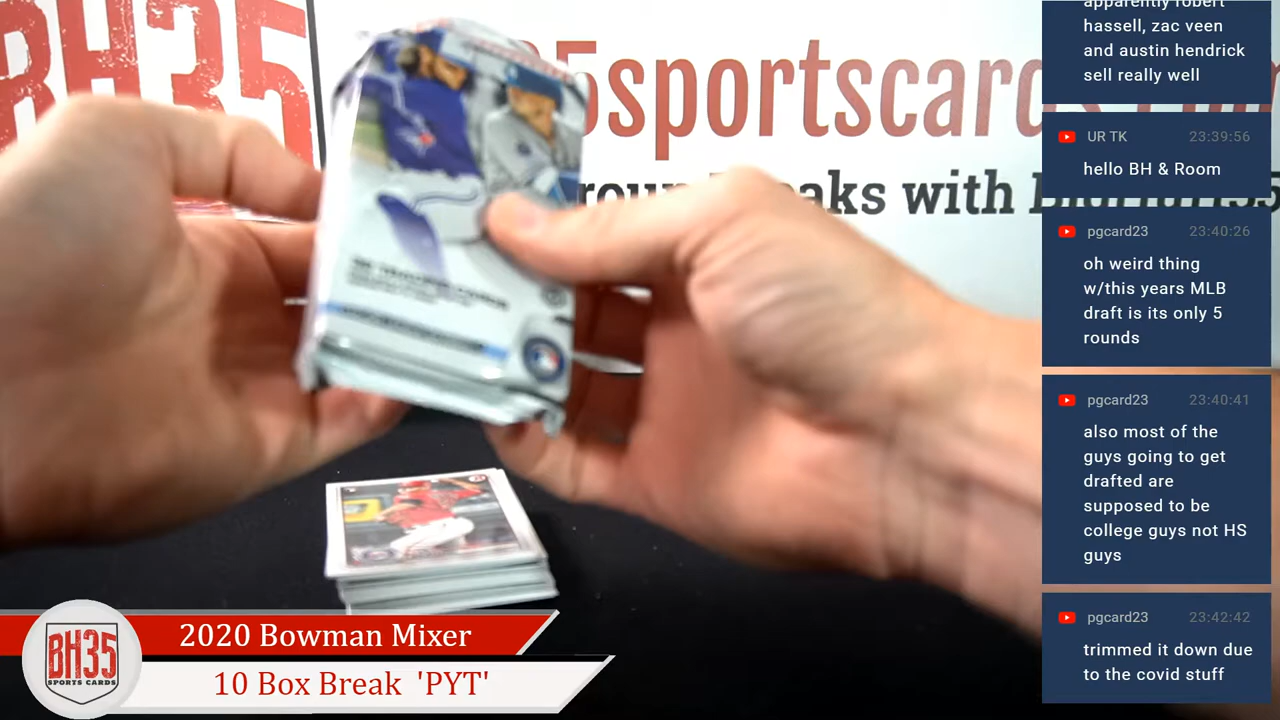 BH35
5sportscards.com
roup Breaks with
apparently robert
hassell, zac veen
and austin hendrick
sell really well
UR TK 23:39:56
hello BH & Room
pgcard23 23:40:26
oh weird thing
w/this years MLB
draft is its only 5
rounds
pgcard23 23:40:41
also most of the
guys going to get
drafted are
supposed to be
college guys not HS
guys
pgcard23 23:42:42
trimmed it down due
to the covid stuff
2020 Bowman Mixer
10 Box Break 'PYT'
BH35
SPORTS CARDS